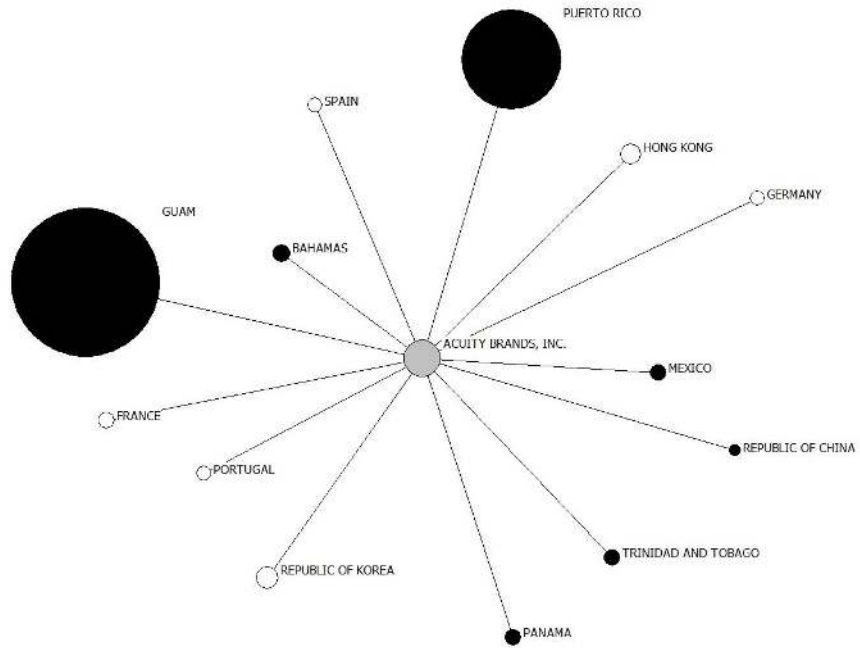 PUERTO RICO
SPAIN
HONG KONG
GERMANY
GUAM
BAHAMAS
ACUITY BRANDS, INC.
MEXICO
FRANCE
REPUBLIC OF CHINA
PORTUGAL
TRINIDAD AND TOBAGO
REPUBLIC OF KOREA
PANAMA